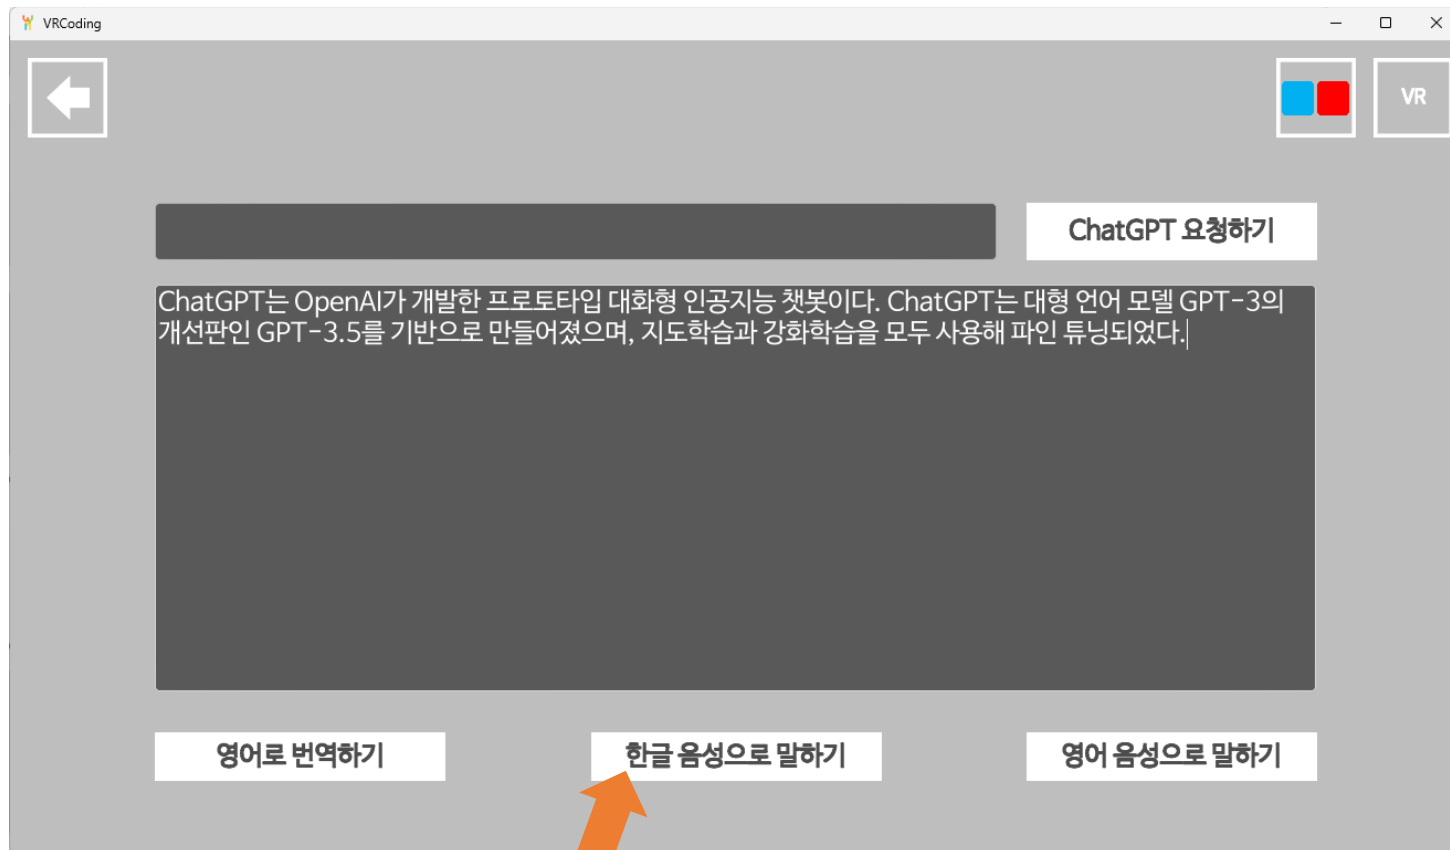 VRCoding
VR
ChatGPT 요청하기
ChatGPT는 OpenAI가 개발한 프로토타입 대화형 인공지능 챗봇이다. ChatGPT는 대형 언어 모델 GPT-3의
개선판인 GPT-3.5를 기반으로 만들어졌으며, 지도학습과 강화학습을 모두 사용해 파인 튜닝되었다.
영어로 번역하기
한글 음성으로 말하기
영어 음성으로 말하기